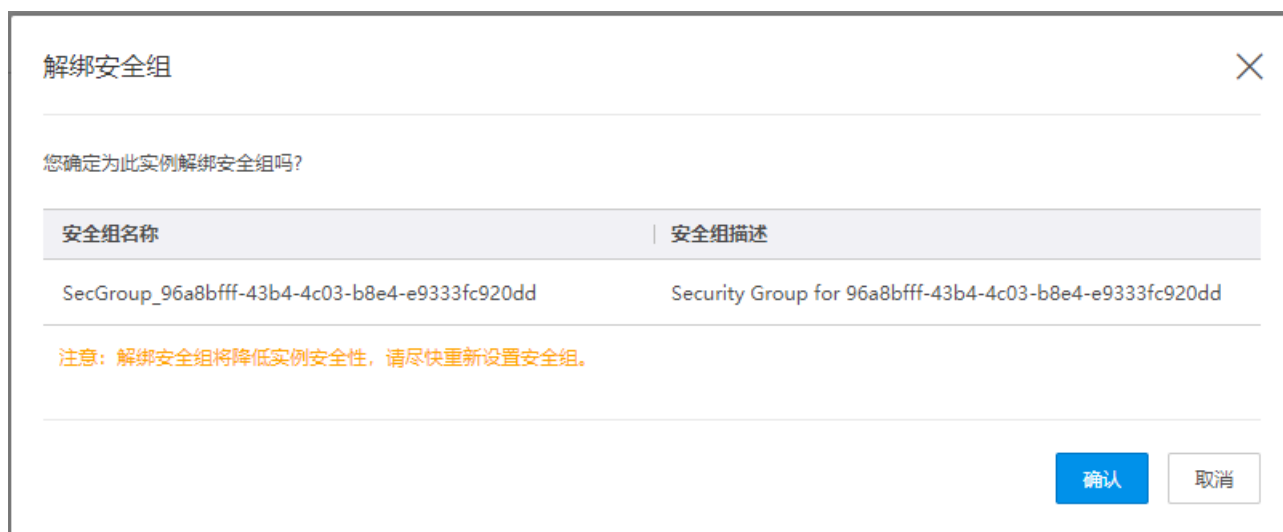 解绑安全组
您确定为此实例解绑安全组吗?
安全组名称 安全组描述
SecGroup_96a8bfff-43b4-4c03-b8e4-e9333fc920dd Security Group for 96a8bfff-43b4-4c03-b8e4-e9333fc920dd
注意：解绑安全组将降低实例安全性，请尽快重新设置安全组。
确认 取消